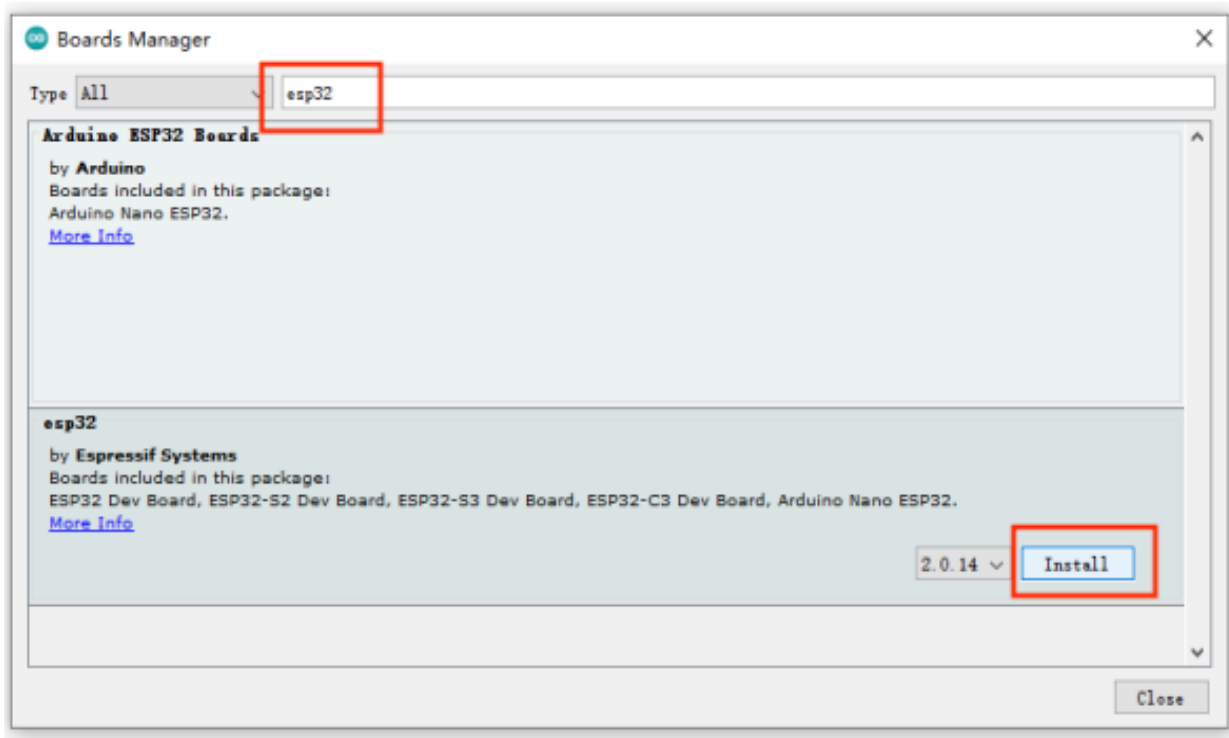 Boards Manager
Type All esp32
Arduino ESP32 Boards
by Arduino
Boards included in this package:
Arduino Nano ESP32.
More Info
esp32
by Espressif Systems
Boards included in this package:
ESP32 Dev Board, ESP32-S2 Dev Board, ESP32-S3 Dev Board, ESP32-C3 Dev Board, Arduino Nano ESP32.
More Info
2.0.14 Install
Close